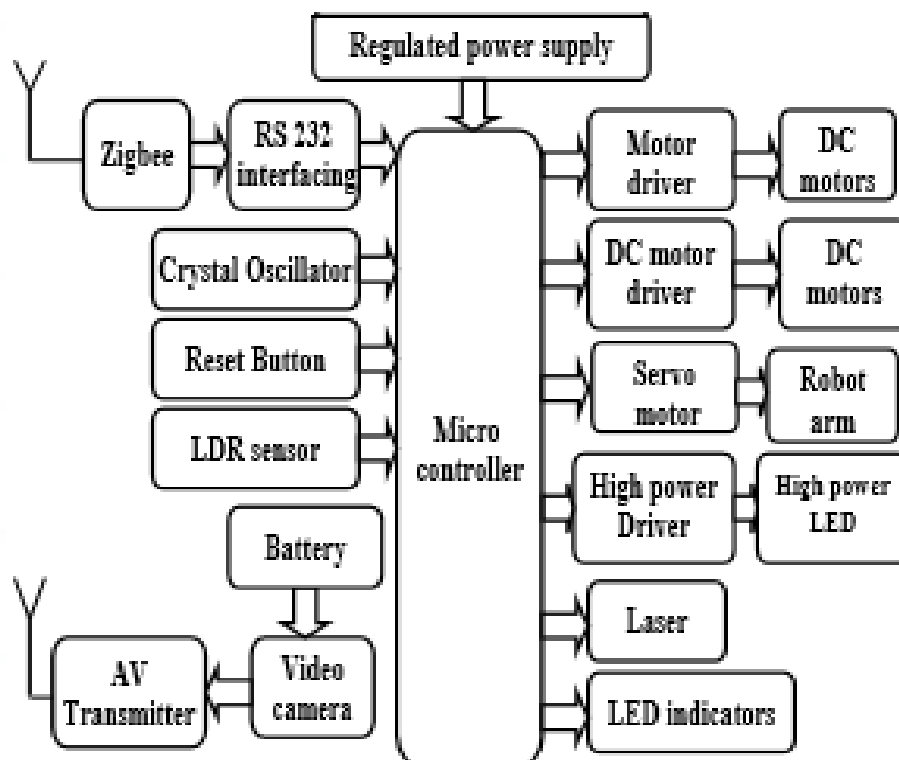 Regulated power supply
Zigbee
RS 232
interfacing
Motor
driver
DC
motors
Crystal Oscillator
DC motor
driver
DC
motors
Reset Button
Servo
motor
Robot
arm
LDR sensor
Micro
controller
High power
Driver
High power
LED
Battery
Laser
AV
Transmitter
Video
camera
LED indicators